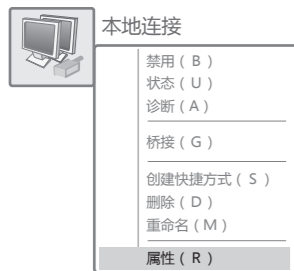 本地连接
禁用 ( B )
状态 ( U )
诊断 ( A )
桥接 ( G )
创建快捷方式 ( S )
删除 ( D )
重命名 ( M )
属性 ( R )